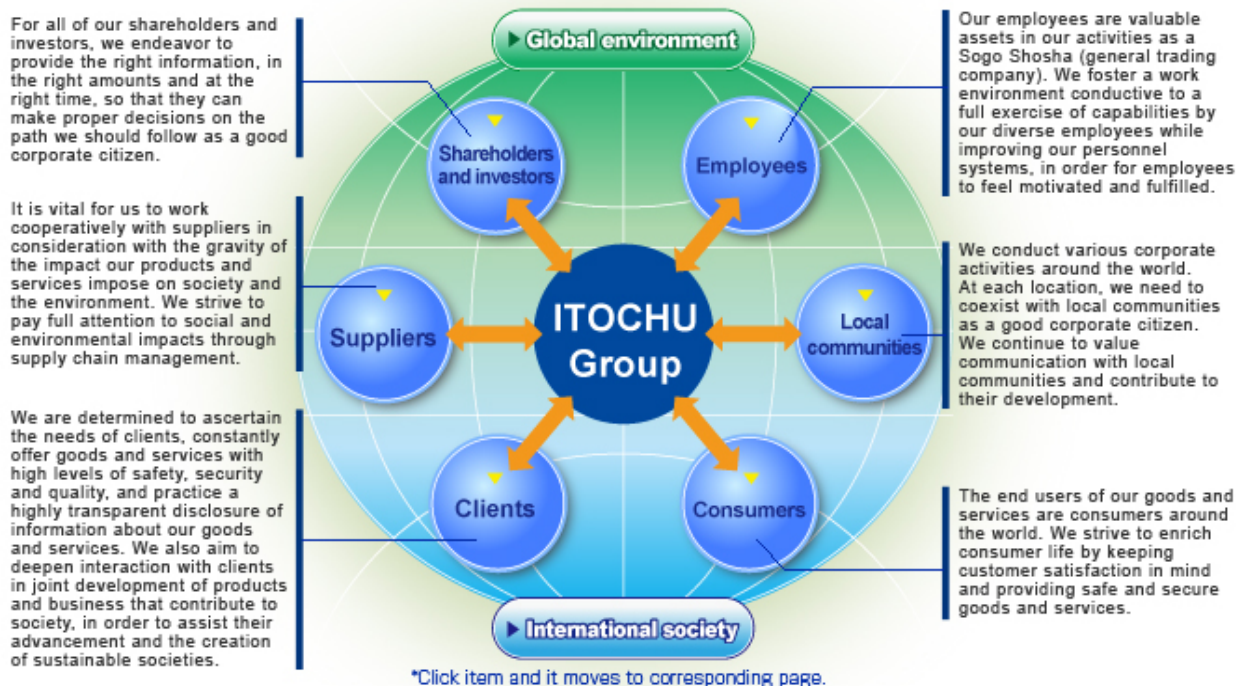 Global environment
For all of our shareholders and
investors, we endeavor to
provide the right information, in
the right amounts and at the
right time, so that they can
make proper decisions on the
path we should follow as a good
corporate citizen.
Shareholders
and investors
Employees
Our employees are valuable
assets in our activities as a
Sogo Shosha (general trading
company). We foster a work
environment conductive to a
full exercise of capabilities by
our diverse employees while
improving our personnel
systems, in order for employees
to feel motivated and fulfilled.
It is vital for us to work
cooperatively with suppliers in
consideration with the gravity of
the impact our products and
services impose on society and
the environment. We strive to
pay full attention to social and
environmental impacts through
supply chain management.
Suppliers
ITOCHU
Group
Local
communities
We conduct various corporate
activities around the world.
At each location, we need to
coexist with local communities
as a good corporate citizen.
We continue to value
communication with local
communities and contribute to
their development.
We are determined to ascertain
the needs of clients, constantly
offer goods and services with
high levels of safety, security
and quality, and practice a
highly transparent disclosure of
information about our goods
and services. We also aim to
deepen interaction with clients
in joint development of products
and business that contribute to
society, in order to assist their
advancement and the creation
of sustainable societies.
Clients
Consumers
The end users of our goods and
services are consumers around
the world. We strive to enrich
consumer life by keeping
customer satisfaction in mind
and providing safe and secure
goods and services.
International society
*Click item and it moves to corresponding page.